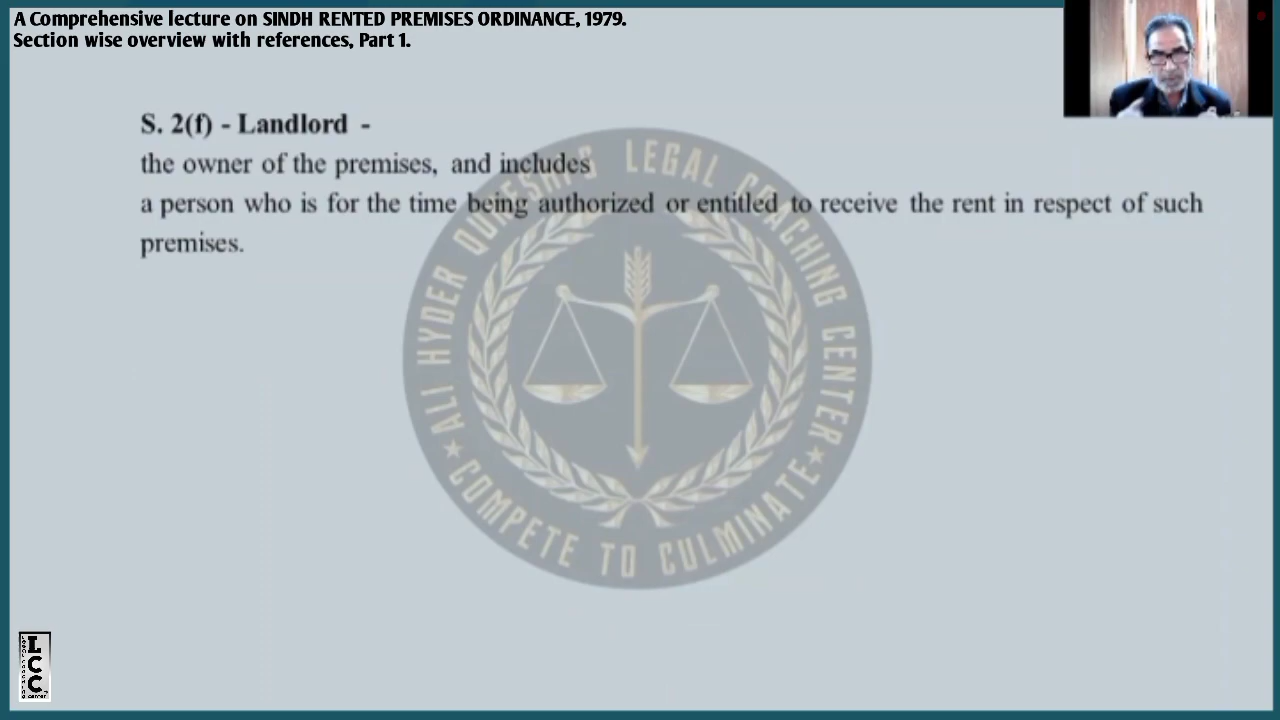 A Comprehensive lecture on SINDH RENTED PREMISES ORDINANCE, 1979.
Section wise overview with references, Part 1.
S. 2(f) - Landlord -
the owner of the premises, and includes
a person who is for the time being authorized or entitled to receive the rent in respect of such
premises.
ALI HYDER QURESHI'S LEGAL COACHING CENTER
★ COMPETE TO CULMINATE ★
LCC